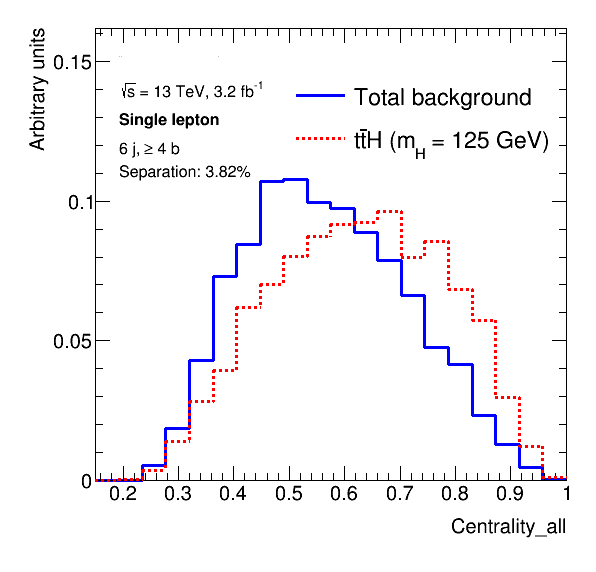 Arbitrary units
0.15
0.1
0.05
0
√s = 13 TeV, 3.2 fb⁻¹
Single lepton
6 j, ≥ 4 b
Separation: 3.82%
Total background
tt̄H (m_H = 125 GeV)
0.2 0.3 0.4 0.5 0.6 0.7 0.8 0.9 1
Centrality_all